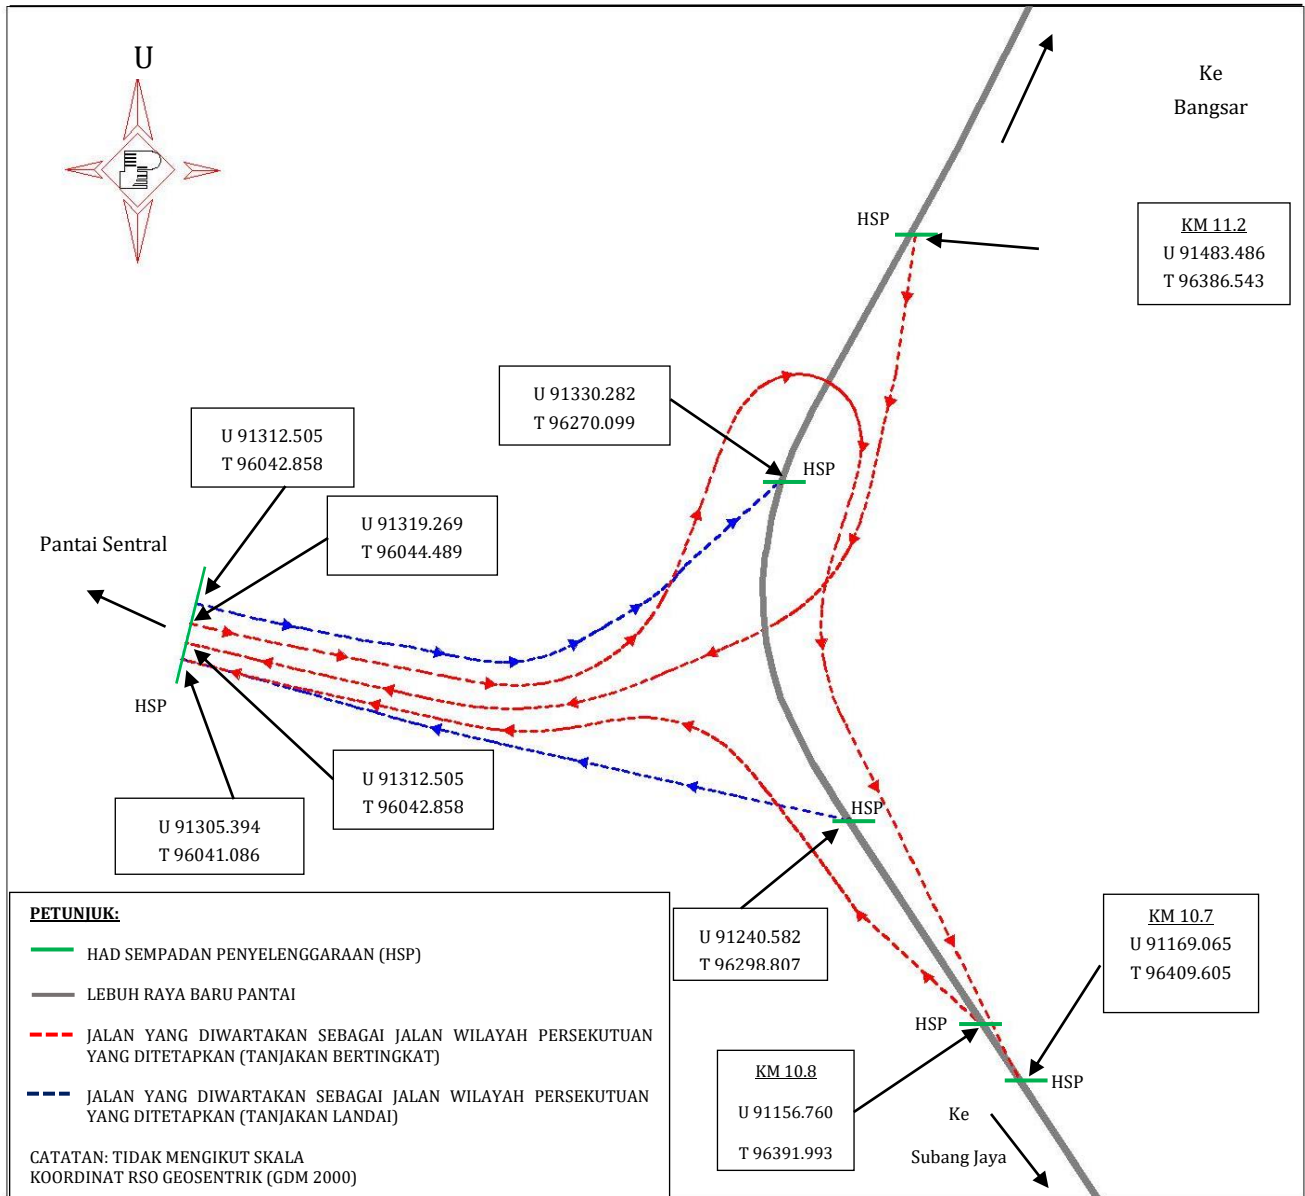 U
Ke
Bangsar
HSP
KM 11.2
U 91483.486
T 96386.543
U 91330.282
T 96270.099
HSP
U 91312.505
T 96042.858
U 91319.269
T 96044.489
Pantai Sentral
HSP
U 91312.505
T 96042.858
U 91305.394
T 96041.086
HSP
U 91240.582
T 96298.807
KM 10.7
U 91169.065
T 96409.605
HSP
HSP
KM 10.8
U 91156.760
T 96391.993
Ke
Subang Jaya
PETUNJUK:
HAD SEMPADAN PENYELENGGARAAN (HSP)
LEBUH RAYA BARU PANTAI
JALAN YANG DIWARTAKAN SEBAGAI JALAN WILAYAH PERSEKUTUAN
YANG DITETAPKAN (TANJAKAN BERTINGKAT)
JALAN YANG DIWARTAKAN SEBAGAI JALAN WILAYAH PERSEKUTUAN
YANG DITETAPKAN (TANJAKAN LANDAI)
CATATAN: TIDAK MENGIKUT SKALA
KOORDINAT RSO GEOSENTRIK (GDM 2000)